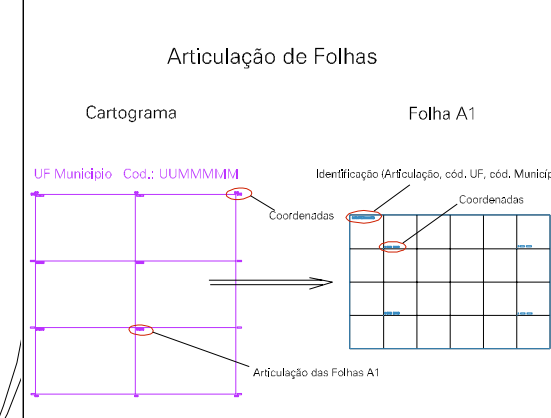 Articulação de Folhas
Cartograma
Folha A1
UF Municipio Cod.: UUMMMMM
Identificação (Articulação, cód. UF, cód. Municíp
Coordenadas
Coordenadas
Articulação das Folhas A1